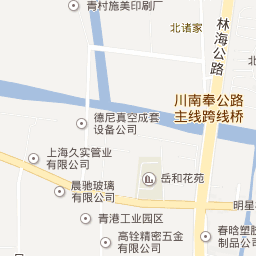 青村施美印刷厂
北诸家
林海公路
川南奉公路
主线跨线桥
德尼真空成套
设备公司
上海久实管业
有限公司
岳和花苑
晨驰玻璃
有限公司
明星
青港工业园区
高铨精密五金
有限公司
春晗塑胶
制品公司